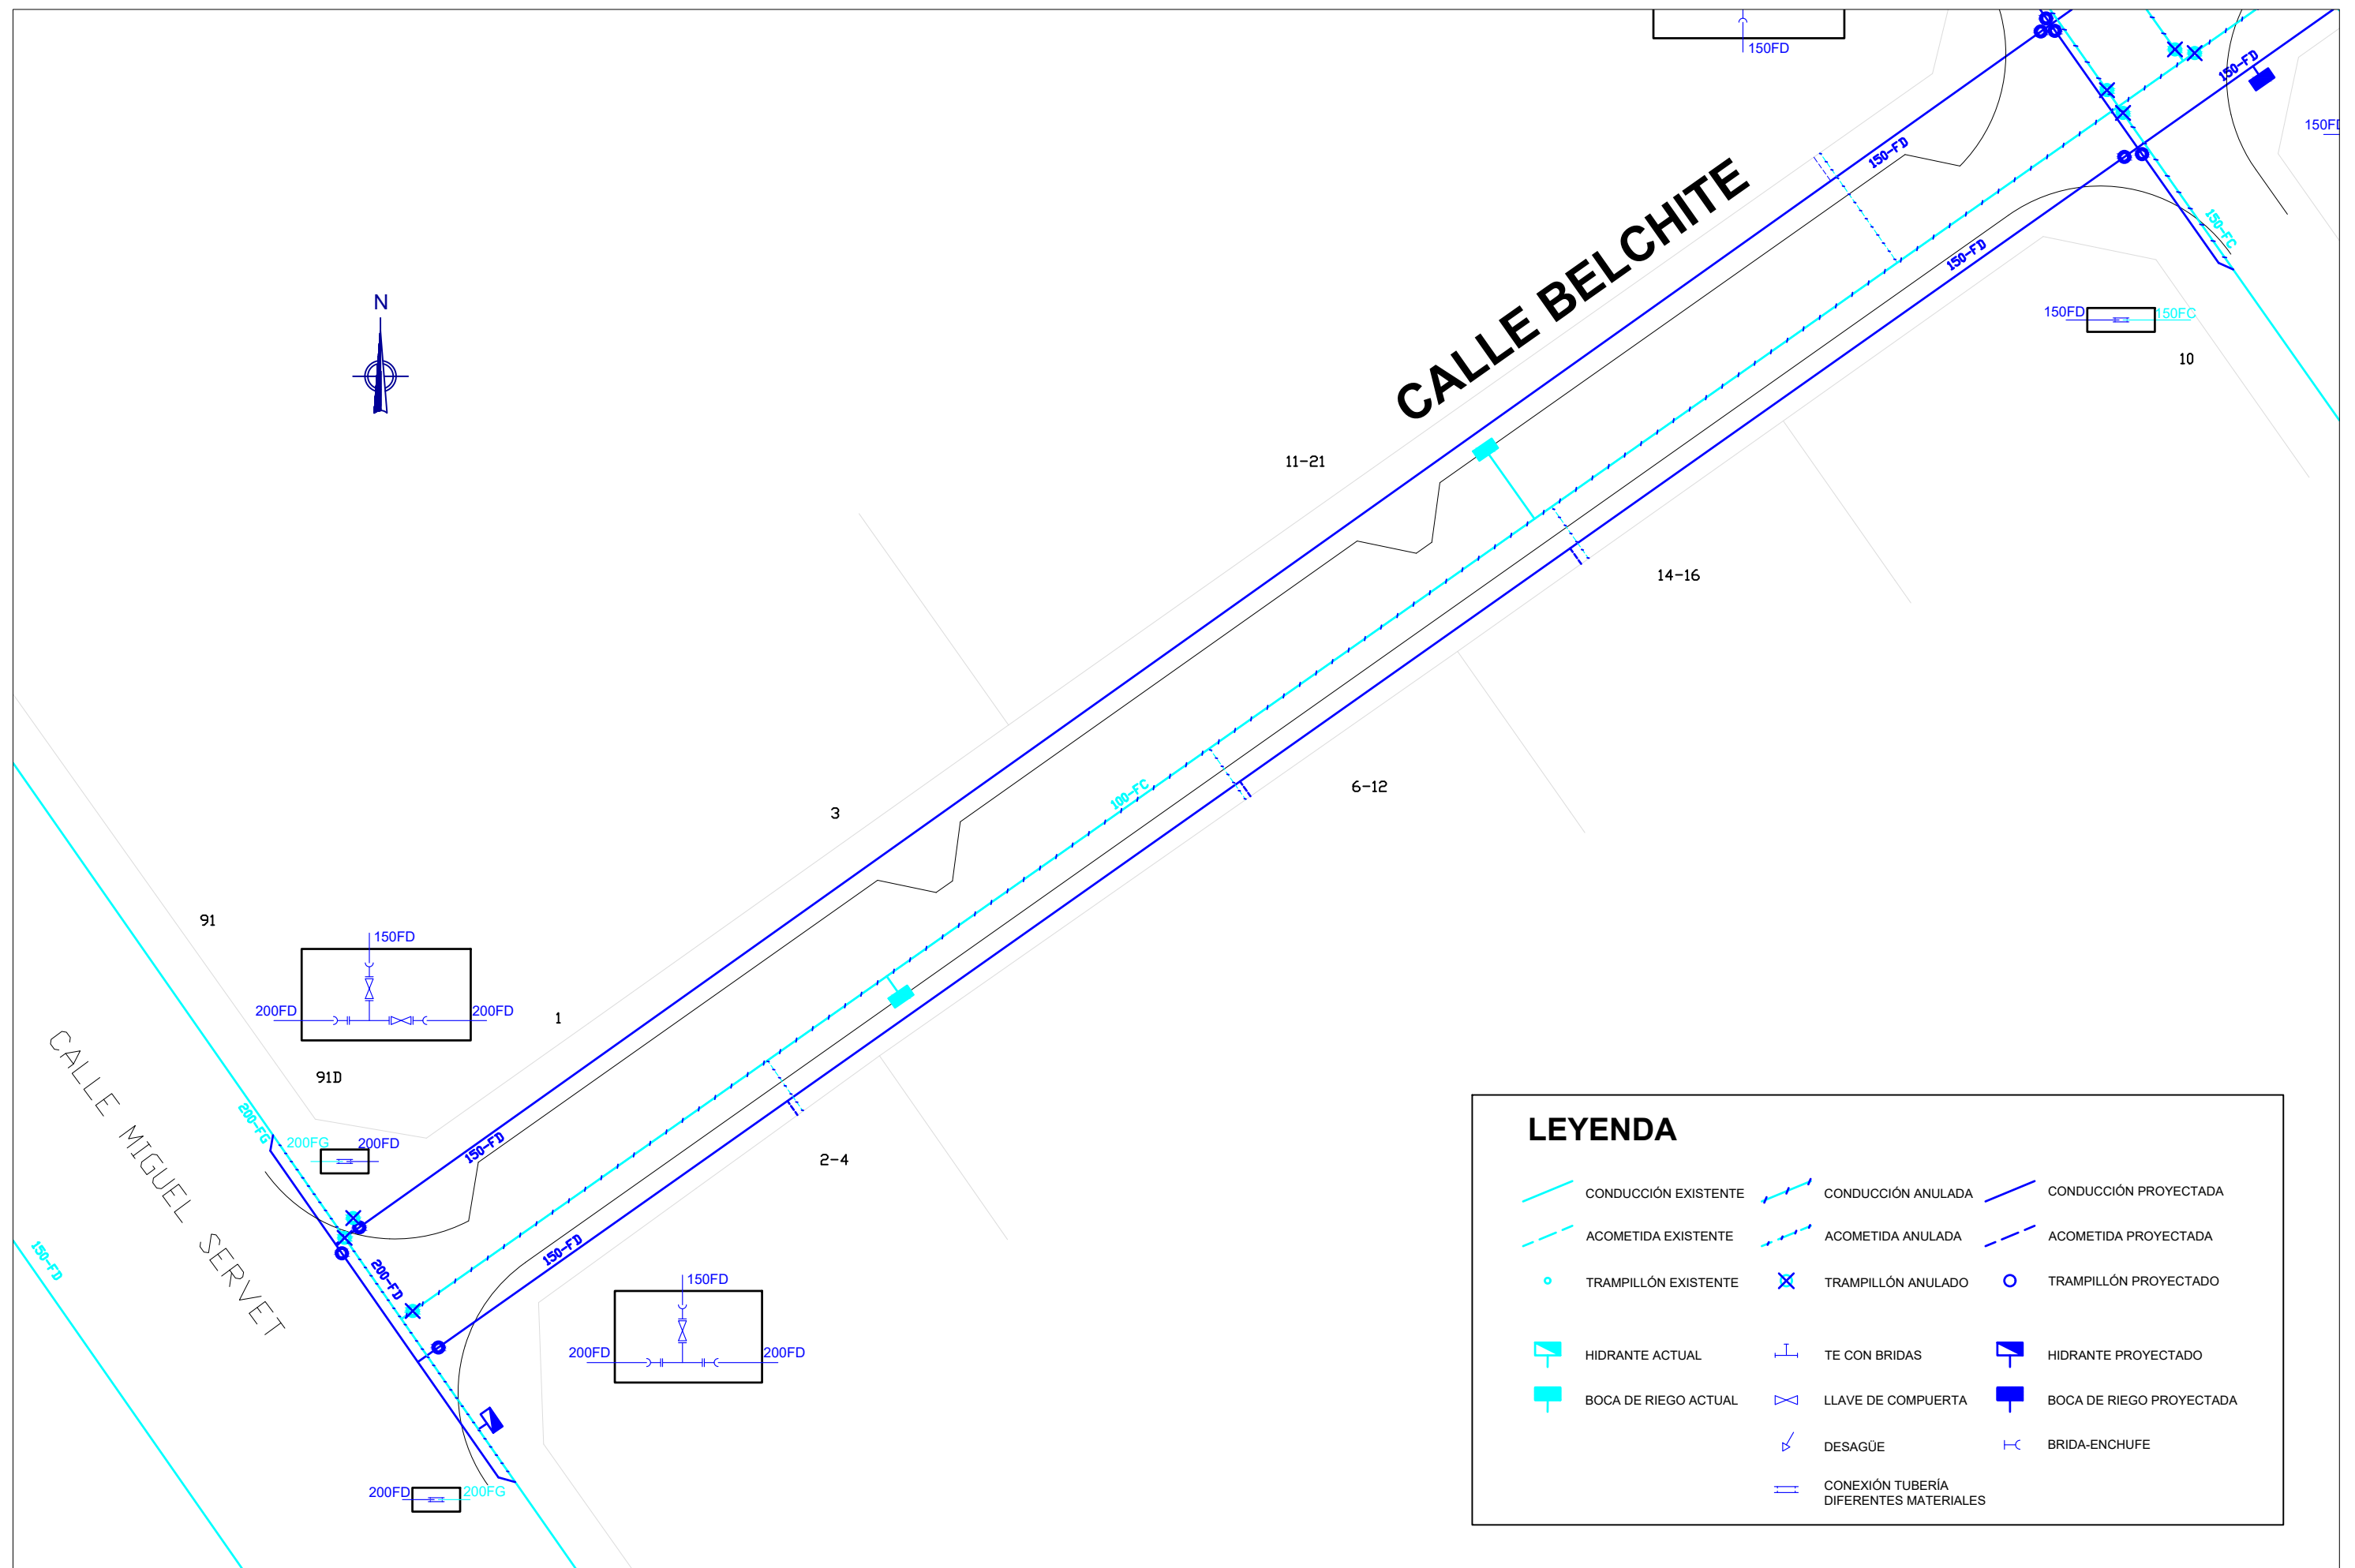 150FD
150-FD
150FD
150-FD
CALLE BELCHITE
150-FC
150-FD
N
150FD
150FC
10
11-21
14-16
100-FC
6-12
3
91
150FD
200FD
200FD
1
CALLE MIGUEL SERVET
91D
200-FG
200FG
200FD
150-FD
2-4
150-FD
150-FD
200-FD
150FD
200FD
200FD
200FD
200FG
LEYENDA
CONDUCCIÓN EXISTENTE
CONDUCCIÓN ANULADA
CONDUCCIÓN PROYECTADA
ACOMETIDA EXISTENTE
ACOMETIDA ANULADA
ACOMETIDA PROYECTADA
TRAMPILLÓN EXISTENTE
TRAMPILLÓN ANULADO
TRAMPILLÓN PROYECTADO
HIDRANTE ACTUAL
TE CON BRIDAS
HIDRANTE PROYECTADO
BOCA DE RIEGO ACTUAL
LLAVE DE COMPUERTA
BOCA DE RIEGO PROYECTADA
DESAGÜE
BRIDA-ENCHUFE
CONEXIÓN TUBERÍA
DIFERENTES MATERIALES